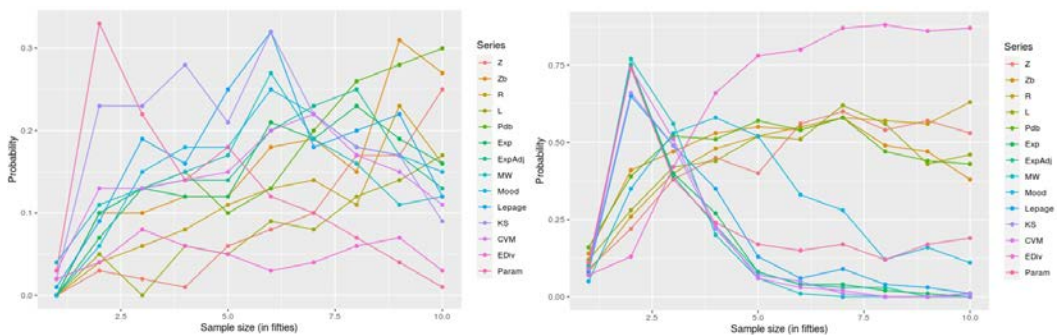 Probability
0.3
0.2
0.1
0.0
2.5 5.0 7.5 10.0
Sample size (in fifties)
Series
Z
Zb
R
L
Pdb
Exp
ExpAdj
MW
Mood
Lepage
KS
CVM
EDiv
Param
Probability
0.75
0.50
0.25
0.00
2.5 5.0 7.5 10.0
Sample size (in fifties)
Series
Z
Zb
R
L
Pdb
Exp
ExpAdj
MW
Mood
Lepage
KS
CVM
EDiv
Param